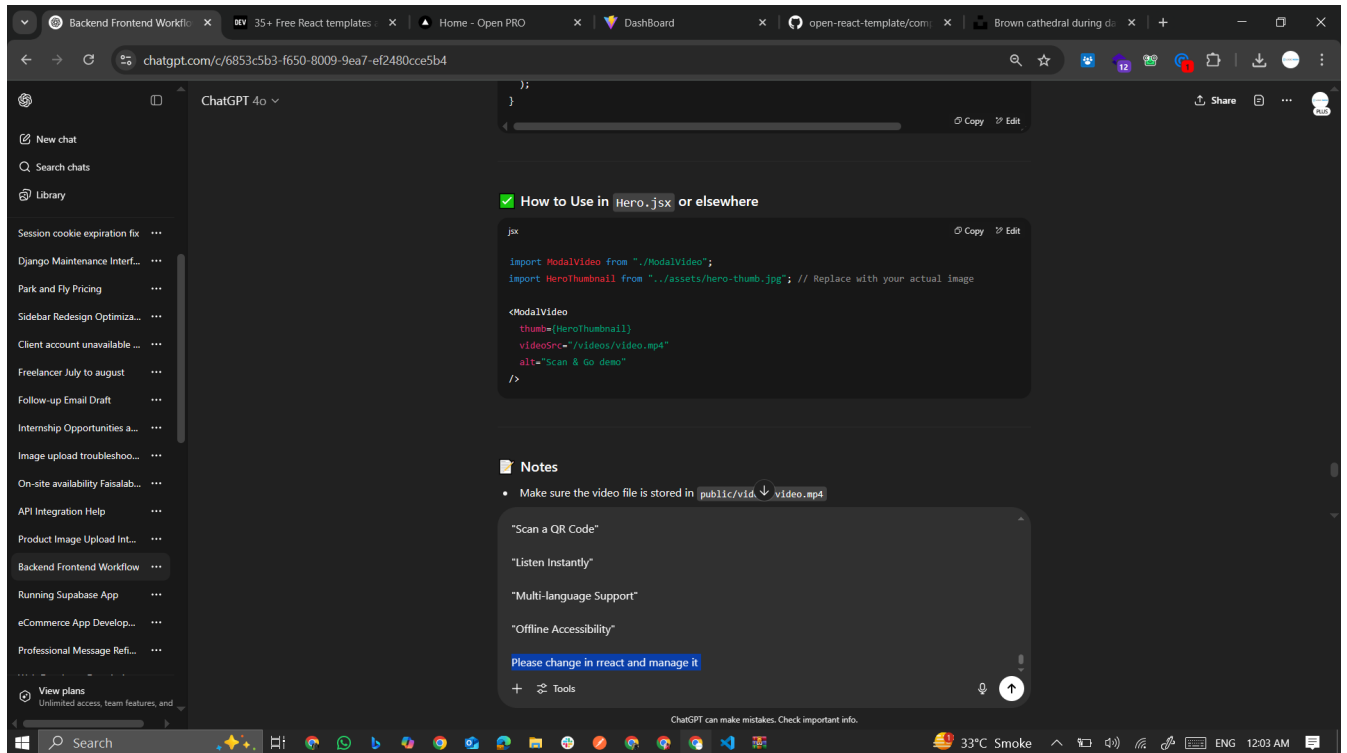 Backend Frontend Workflo
35+ Free React templates
Home - Open PRO
DashBoard
open-react-template/comp
Brown cathedral during da
chatgpt.com/c/6853c5b3-f650-8009-9ea7-ef2480cce5b4
12
1
ChatGPT 4o
Share
PLUS
New chat
Search chats
Library
Session cookie expiration fix
Django Maintenance Interf...
Park and Fly Pricing
Sidebar Redesign Optimiza...
Client account unavailable ...
Freelancer July to august
Follow-up Email Draft
Internship Opportunities a...
Image upload troubleshoo...
On-site availability Faisalab...
API Integration Help
Product Image Upload Int...
Backend Frontend Workflow
Running Supabase App
eCommerce App Develop...
Professional Message Refi...
View plans
Unlimited access, team features, and
);
}
Copy Edit
✅ How to Use in Hero.jsx or elsewhere
jsx
Copy Edit
import ModalVideo from "./ModalVideo";
import HeroThumbnail from "../assets/hero-thumb.jpg"; // Replace with your actual image
<ModalVideo
thumb={HeroThumbnail}
videoSrc="/videos/video.mp4"
alt="Scan & Go demo"
/>
📝 Notes
• Make sure the video file is stored in public/vid video.mp4
"Scan a QR Code"
"Listen Instantly"
"Multi-language Support"
"Offline Accessibility"
Please change in rreact and manage it
Tools
ChatGPT can make mistakes. Check important info.
Search
33°C Smoke
ENG
12:03 AM